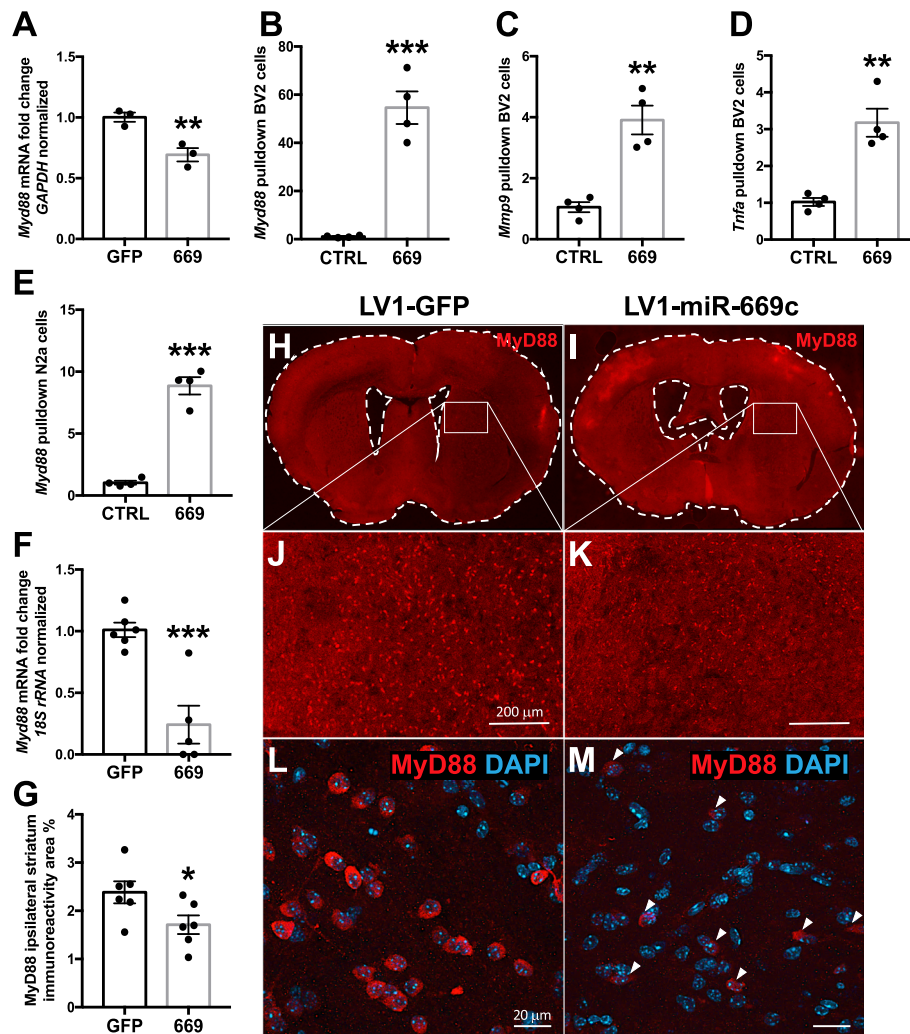 A
Myd88 mRNA fold change
GAPDH normalized
1.5
1.0
0.5
0.0
**
GFP 669
B
Myd88 pulldown BV2 cells
80
60
40
20
0
***
CTRL 669
C
Mmp9 pulldown BV2 cells
6
4
2
0
**
CTRL 669
D
Tnfa pulldown BV2 cells
5
4
3
2
1
0
**
CTRL 669
E
Myd88 pulldown N2a cells
15
10
5
0
***
CTRL 669
F
Myd88 mRNA fold change
18S rRNA normalized
1.5
1.0
0.5
0.0
***
GFP 669
G
MyD88 ipsilateral striatum
immunoreactivity area %
4
3
2
1
0
*
GFP 669
LV1-GFP
LV1-miR-669c
H
MyD88
I
MyD88
J
200 µm
K
L
MyD88 DAPI
20 µm
M
MyD88 DAPI